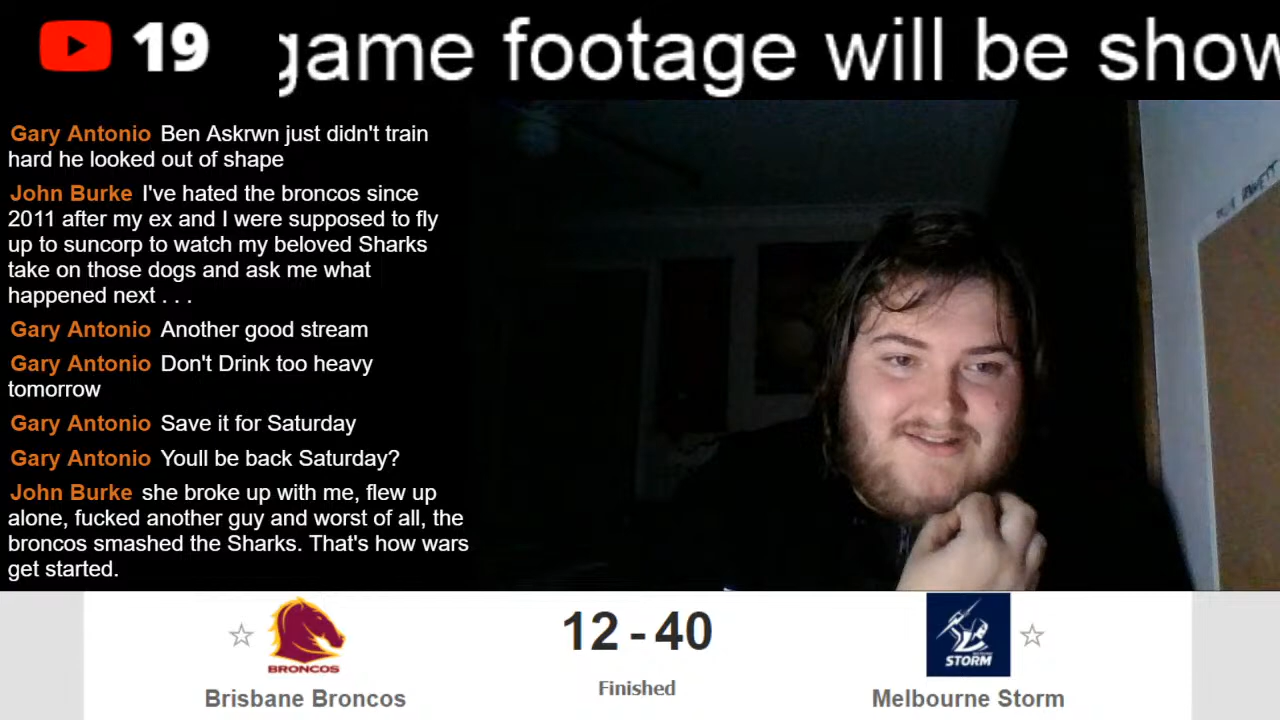 19
game footage will be show
Gary Antonio Ben Askrwn just didn't train
hard he looked out of shape
John Burke I've hated the broncos since
2011 after my ex and I were supposed to fly
up to suncorp to watch my beloved Sharks
take on those dogs and ask me what
happened next . . .
Gary Antonio Another good stream
Gary Antonio Don't Drink too heavy
tomorrow
Gary Antonio Save it for Saturday
Gary Antonio Youll be back Saturday?
John Burke she broke up with me, flew up
alone, fucked another guy and worst of all, the
broncos smashed the Sharks. That's how wars
get started.
BRONCOS
12 - 40
STORM
Finished
Brisbane Broncos
Melbourne Storm